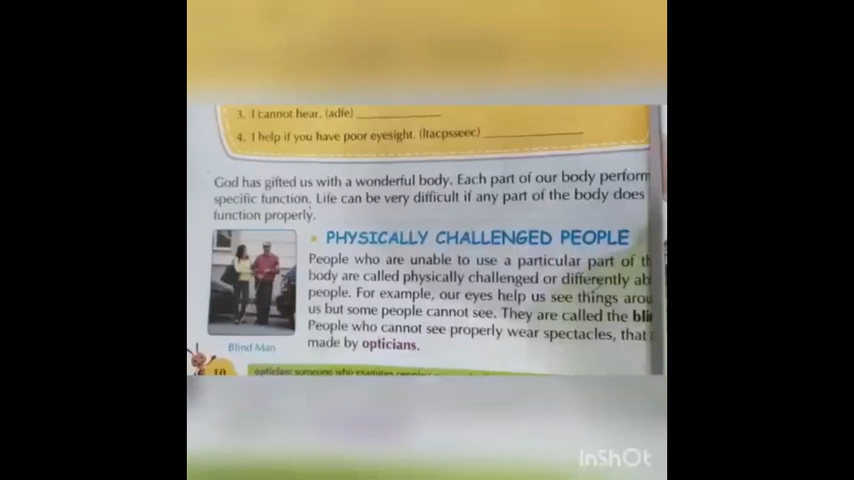 3. I cannot hear. (adfe)
4. I help if you have poor eyesight. (ltacpsseec)
God has gifted us with a wonderful body. Each part of our body perform
specific function. Life can be very difficult if any part of the body does
function properly.
• PHYSICALLY CHALLENGED PEOPLE
People who are unable to use a particular part of th
body are called physically challenged or differently ab
people. For example, our eyes help us see things arou
us but some people cannot see. They are called the bli
People who cannot see properly wear spectacles, that
made by opticians.
Blind Man
10
optician: someone who examines
InShOt